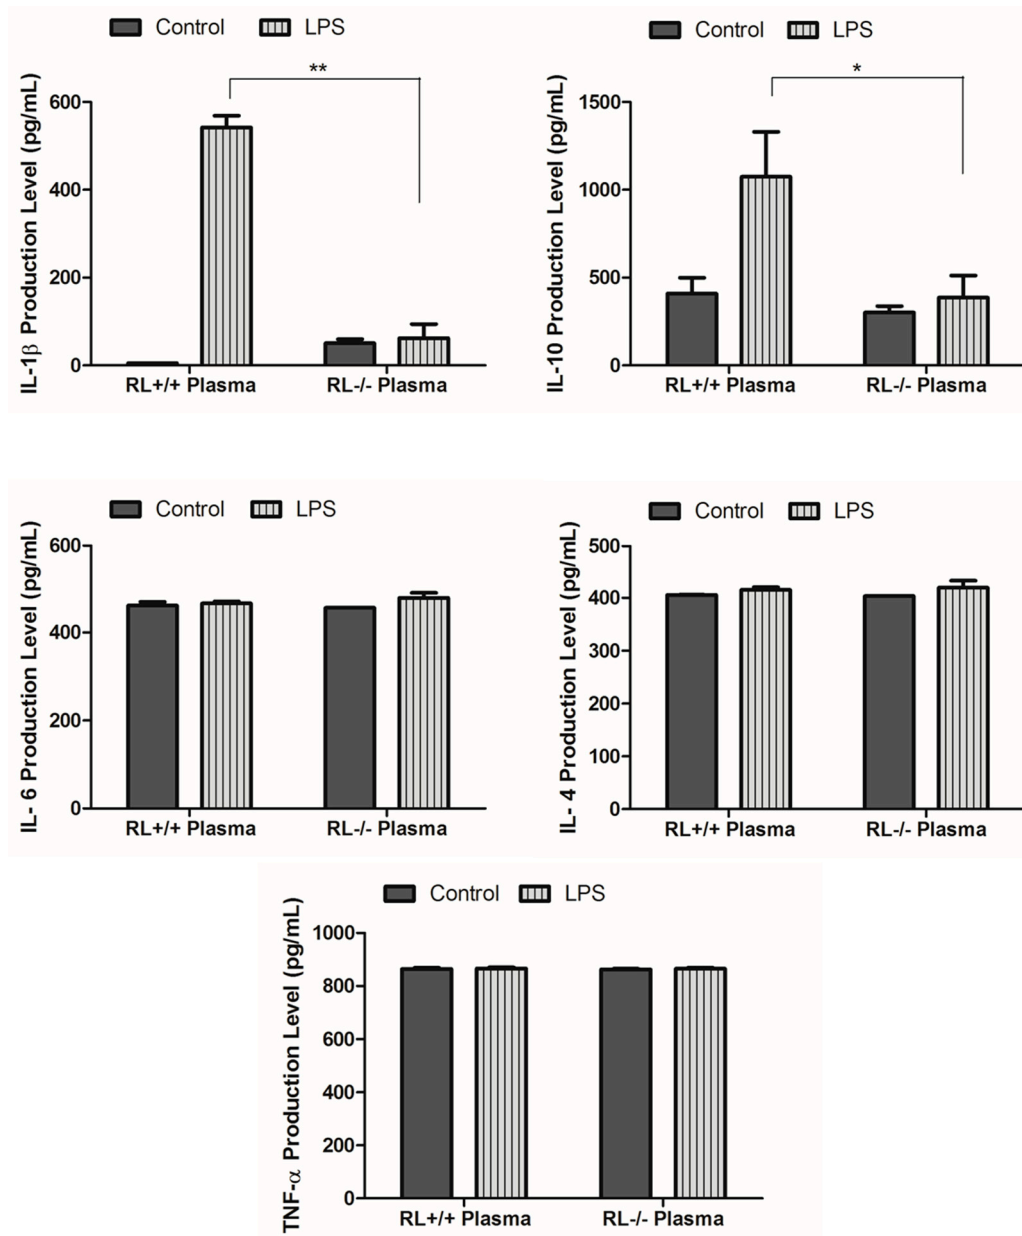 Control LPS
**
IL-1β Production Level (pg/mL)
600
400
200
0
RL+/+ Plasma RL-/- Plasma
Control LPS
*
IL-10 Production Level (pg/mL)
1500
1000
500
0
RL+/+ Plasma RL-/- Plasma
Control LPS
IL- 6 Production Level (pg/mL)
600
400
200
0
RL+/+ Plasma RL-/- Plasma
Control LPS
IL- 4 Production Level (pg/mL)
500
400
300
200
100
0
RL+/+ Plasma RL-/- Plasma
Control LPS
TNF-α Production Level (pg/mL)
1000
800
600
400
200
0
RL+/+ Plasma RL-/- Plasma